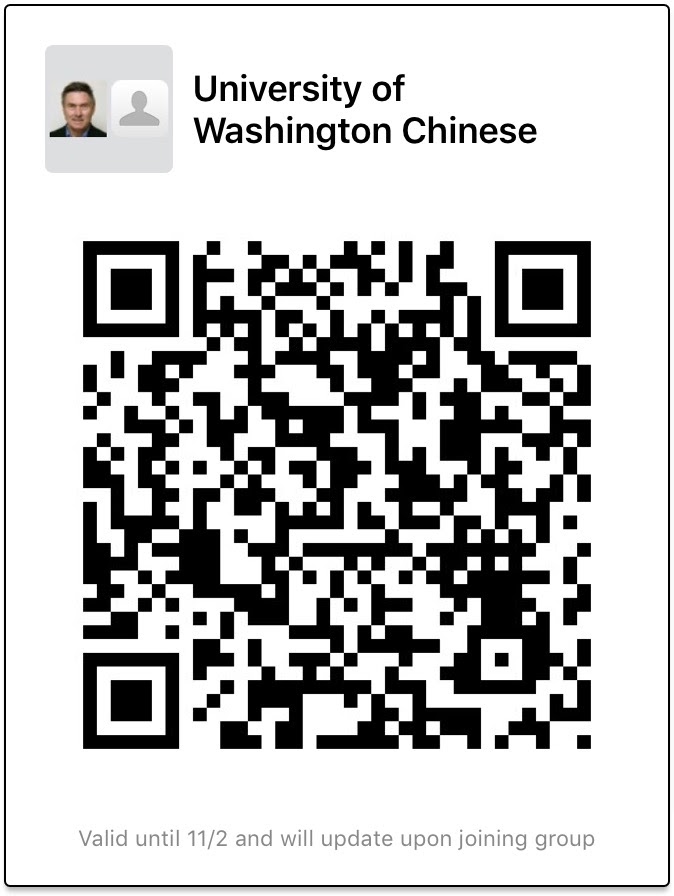 University of
Washington Chinese
Valid until 11/2 and will update upon joining group